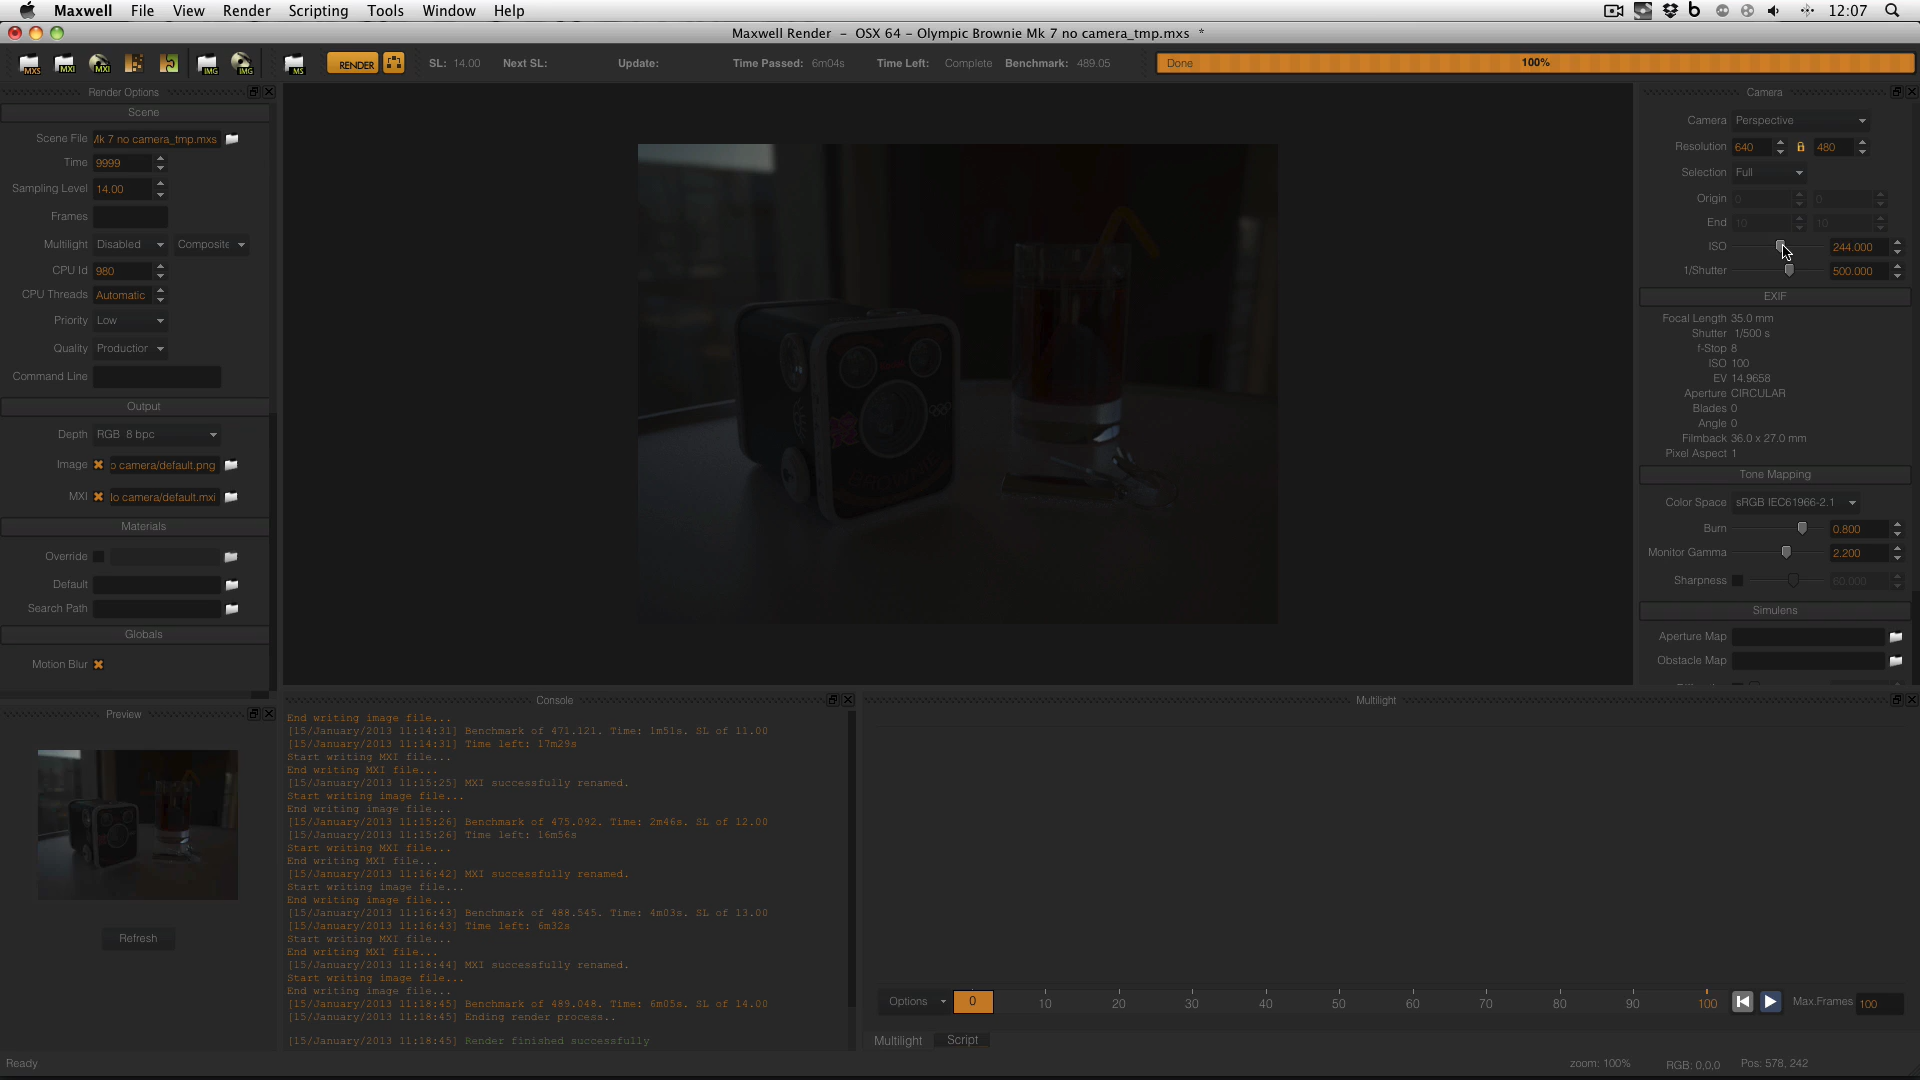 Maxwell File View Render Scripting Tools Window Help 12:07
Maxwell Render – OSX 64 – Olympic Brownie Mk 7 no camera_tmp.mxs *
MXS MXI MXI IMG IMG MS RENDER SL: 14.00 Next SL: Update: Time Passed: 6m04s Time Left: Complete Benchmark: 489.05 Done 100%
Render Options
Scene
Scene File /Ik 7 no camera_tmp.mxs
Time 9999
Sampling Level 14.00
Frames
Multilight Disabled Composite
CPU Id 980
CPU Threads Automatic
Priority Low
Quality Production
Command Line
Output
Depth RGB 8 bpc
Image o camera/default.png
MXI lo camera/default.mxi
Materials
Override
Default
Search Path
Globals
Motion Blur
Preview
Refresh
Camera
Camera Perspective
Resolution 640 480
Selection Full
Origin 0 0
End 10 10
ISO 244.000
1/Shutter 500.000
EXIF
Focal Length 35.0 mm
Shutter 1/500 s
f-Stop 8
ISO 100
EV 14.9658
Aperture CIRCULAR
Blades 0
Angle 0
Filmback 36.0 x 27.0 mm
Pixel Aspect 1
Tone Mapping
Color Space sRGB IEC61966-2.1
Burn 0.800
Monitor Gamma 2.200
Sharpness 60.000
Simulens
Aperture Map
Obstacle Map
Console
End writing image file...
[15/January/2013 11:14:31] Benchmark of 471.121. Time: 1m51s. SL of 11.00
[15/January/2013 11:14:31] Time left: 17m29s
Start writing MXI file...
End writing MXI file...
[15/January/2013 11:15:25] MXI successfully renamed.
Start writing image file...
End writing image file...
[15/January/2013 11:15:26] Benchmark of 475.092. Time: 2m46s. SL of 12.00
[15/January/2013 11:15:26] Time left: 16m56s
Start writing MXI file...
End writing MXI file...
[15/January/2013 11:16:42] MXI successfully renamed.
Start writing image file...
End writing image file...
[15/January/2013 11:16:43] Benchmark of 488.545. Time: 4m03s. SL of 13.00
[15/January/2013 11:16:43] Time left: 6m32s
Start writing MXI file...
End writing MXI file...
[15/January/2013 11:18:44] MXI successfully renamed.
Start writing image file...
End writing image file...
[15/January/2013 11:18:45] Benchmark of 489.048. Time: 6m05s. SL of 14.00
[15/January/2013 11:18:45] Ending render process..
[15/January/2013 11:18:45] Render finished successfully
Multilight
Options 0 10 20 30 40 50 60 70 80 90 100 Max.Frames 100
Multilight Script
Ready zoom: 100% RGB: 0,0,0 Pos: 578, 242